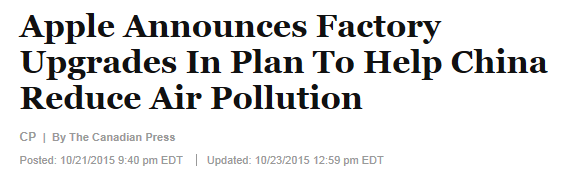 Apple Announces Factory
Upgrades In Plan To Help China
Reduce Air Pollution
CP | By The Canadian Press
Posted: 10/21/2015 9:40 pm EDT | Updated: 10/23/2015 12:59 pm EDT